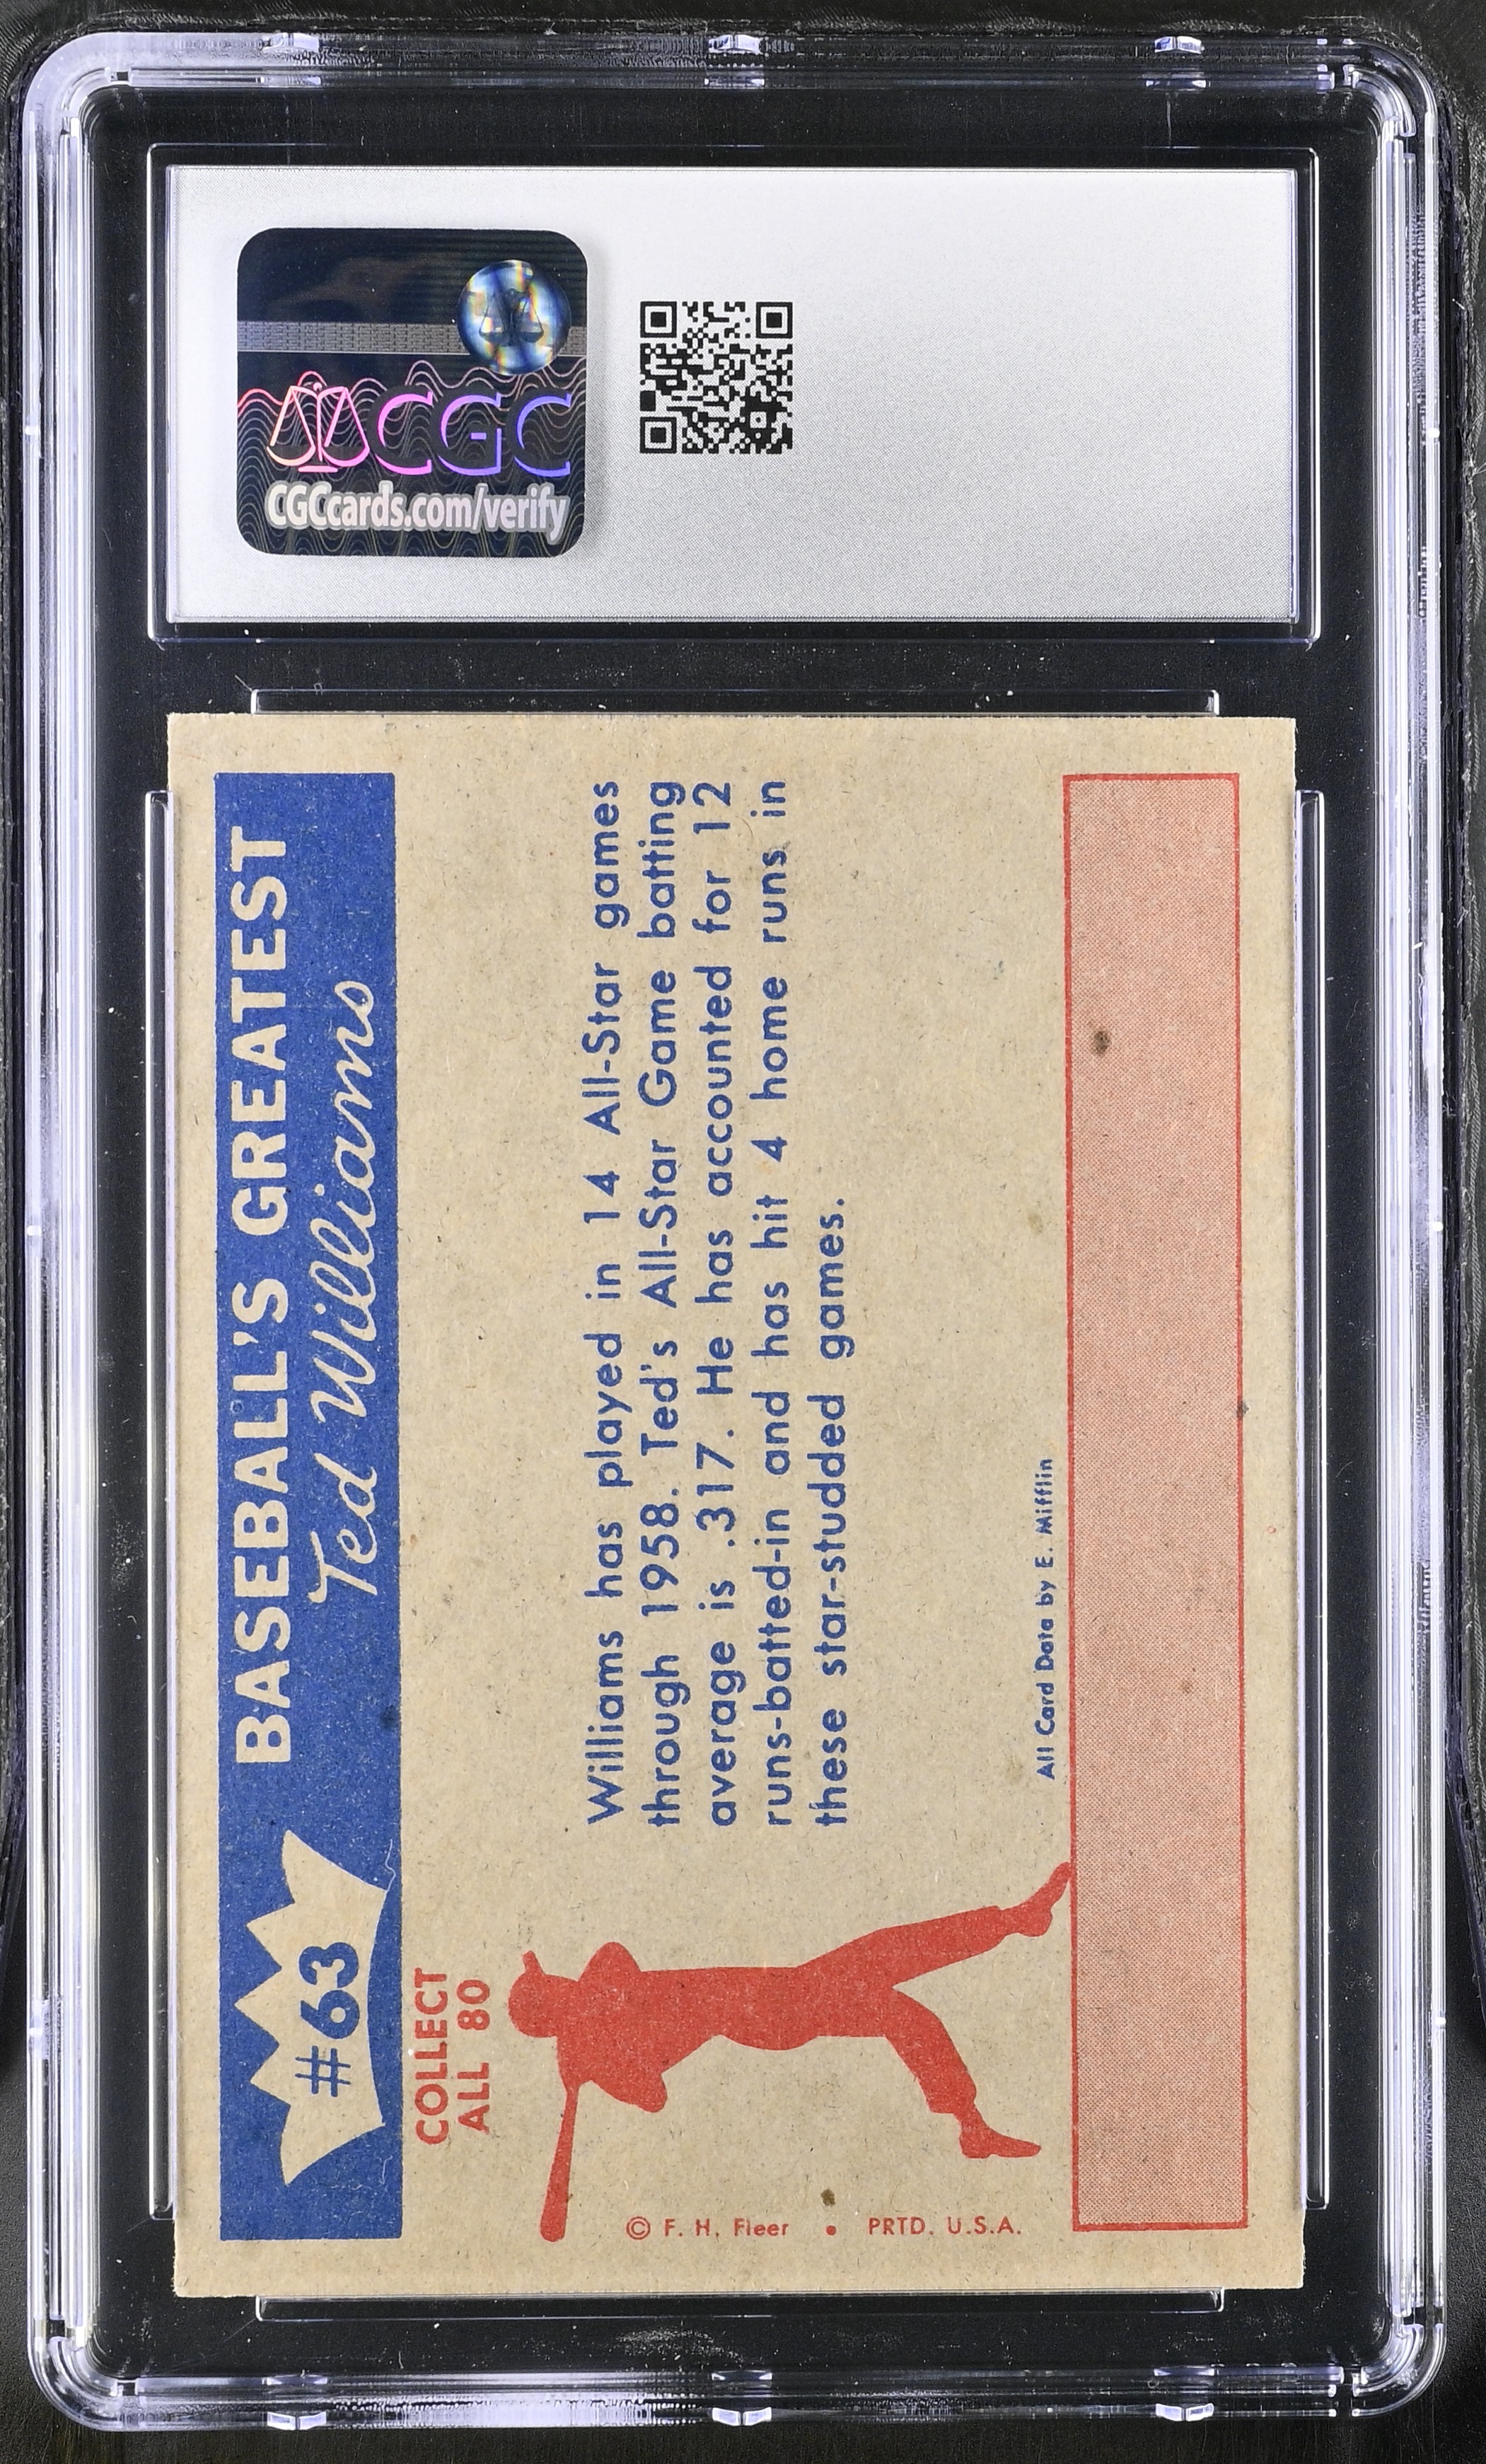 CGC
CGCcards.com/verify
#63
BASEBALL'S GREATEST
Ted Williams
COLLECT
ALL 80
Williams has played in 14 All-Star games
through 1958. Ted's All-Star Game batting
average is .317. He has accounted for 12
runs-batted-in and has hit 4 home runs in
these star-studded games.
All Card Data by E. Mifflin
© F. H. Fleer • PRTD. U.S.A.